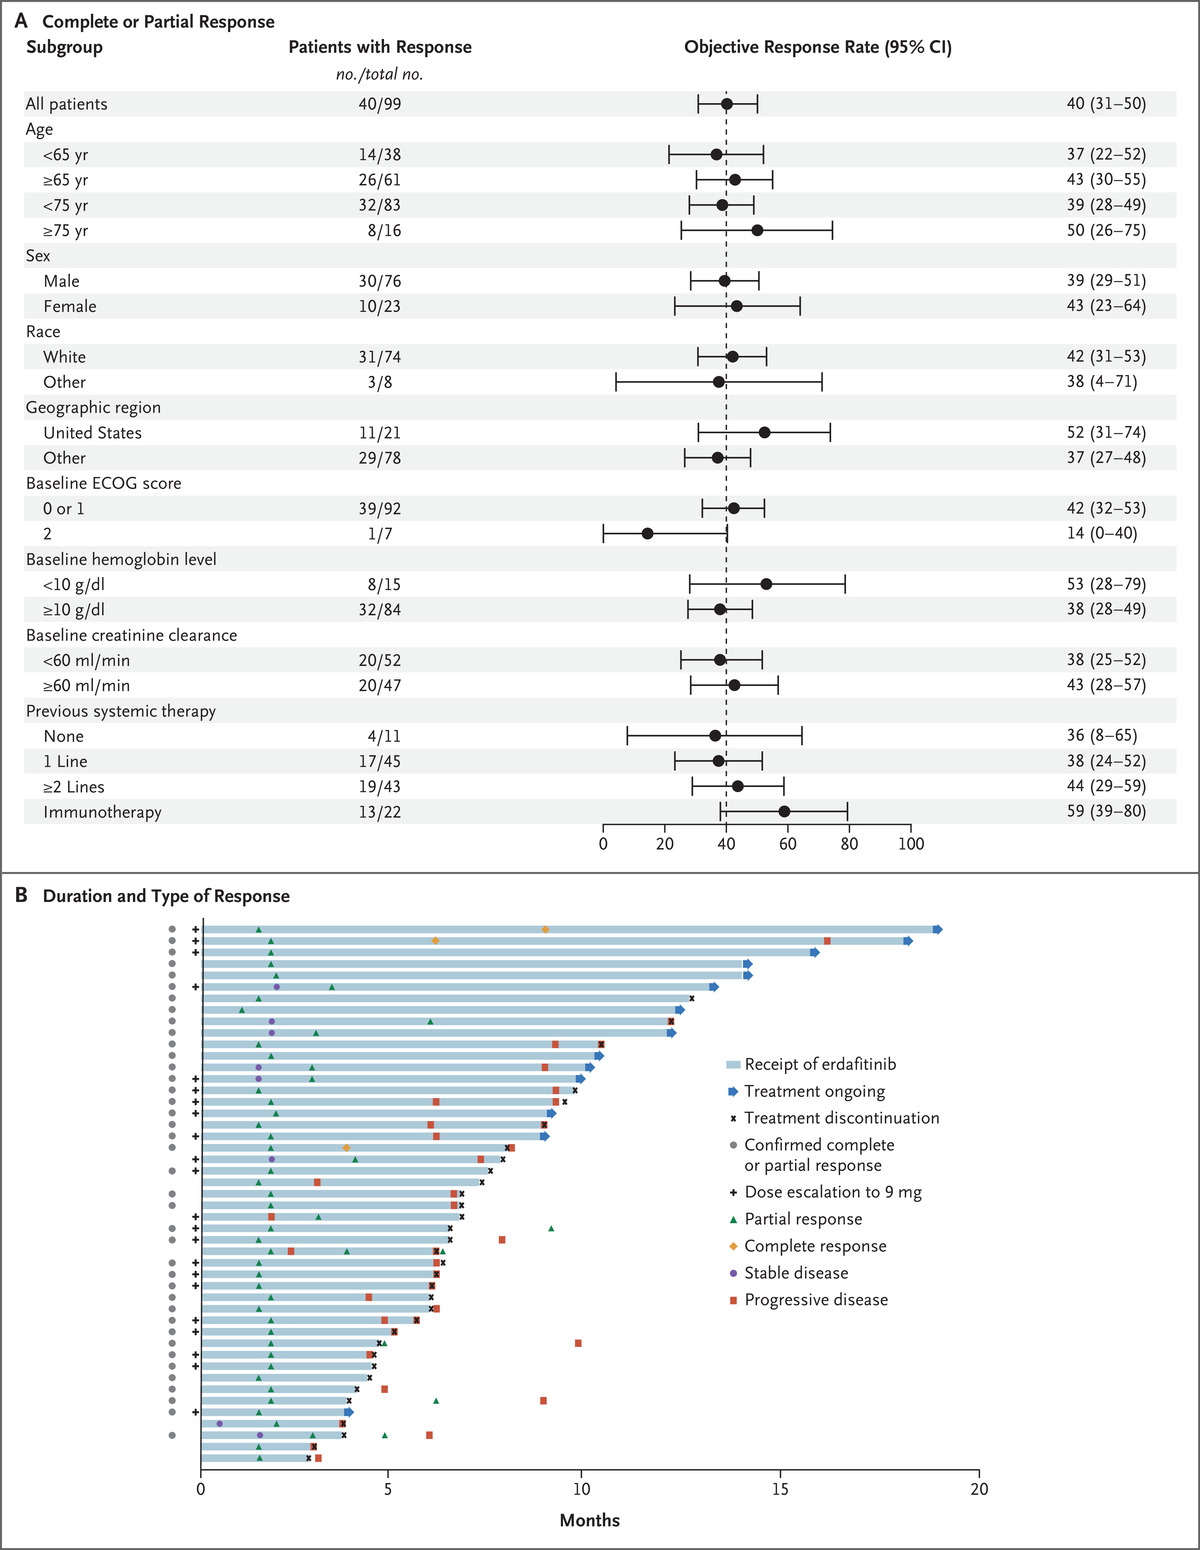 A Complete or Partial Response
Subgroup Patients with Response Objective Response Rate (95% CI)
no./total no.
All patients 40/99 40 (31–50)
Age
<65 yr 14/38 37 (22–52)
≥65 yr 26/61 43 (30–55)
<75 yr 32/83 39 (28–49)
≥75 yr 8/16 50 (26–75)
Sex
Male 30/76 39 (29–51)
Female 10/23 43 (23–64)
Race
White 31/74 42 (31–53)
Other 3/8 38 (4–71)
Geographic region
United States 11/21 52 (31–74)
Other 29/78 37 (27–48)
Baseline ECOG score
0 or 1 39/92 42 (32–53)
2 1/7 14 (0–40)
Baseline hemoglobin level
<10 g/dl 8/15 53 (28–79)
≥10 g/dl 32/84 38 (28–49)
Baseline creatinine clearance
<60 ml/min 20/52 38 (25–52)
≥60 ml/min 20/47 43 (28–57)
Previous systemic therapy
None 4/11 36 (8–65)
1 Line 17/45 38 (24–52)
≥2 Lines 19/43 44 (29–59)
Immunotherapy 13/22 59 (39–80)
0 20 40 60 80 100
B Duration and Type of Response
Receipt of erdafitinib
Treatment ongoing
Treatment discontinuation
Confirmed complete
or partial response
Dose escalation to 9 mg
Partial response
Complete response
Stable disease
Progressive disease
0 5 10 15 20
Months